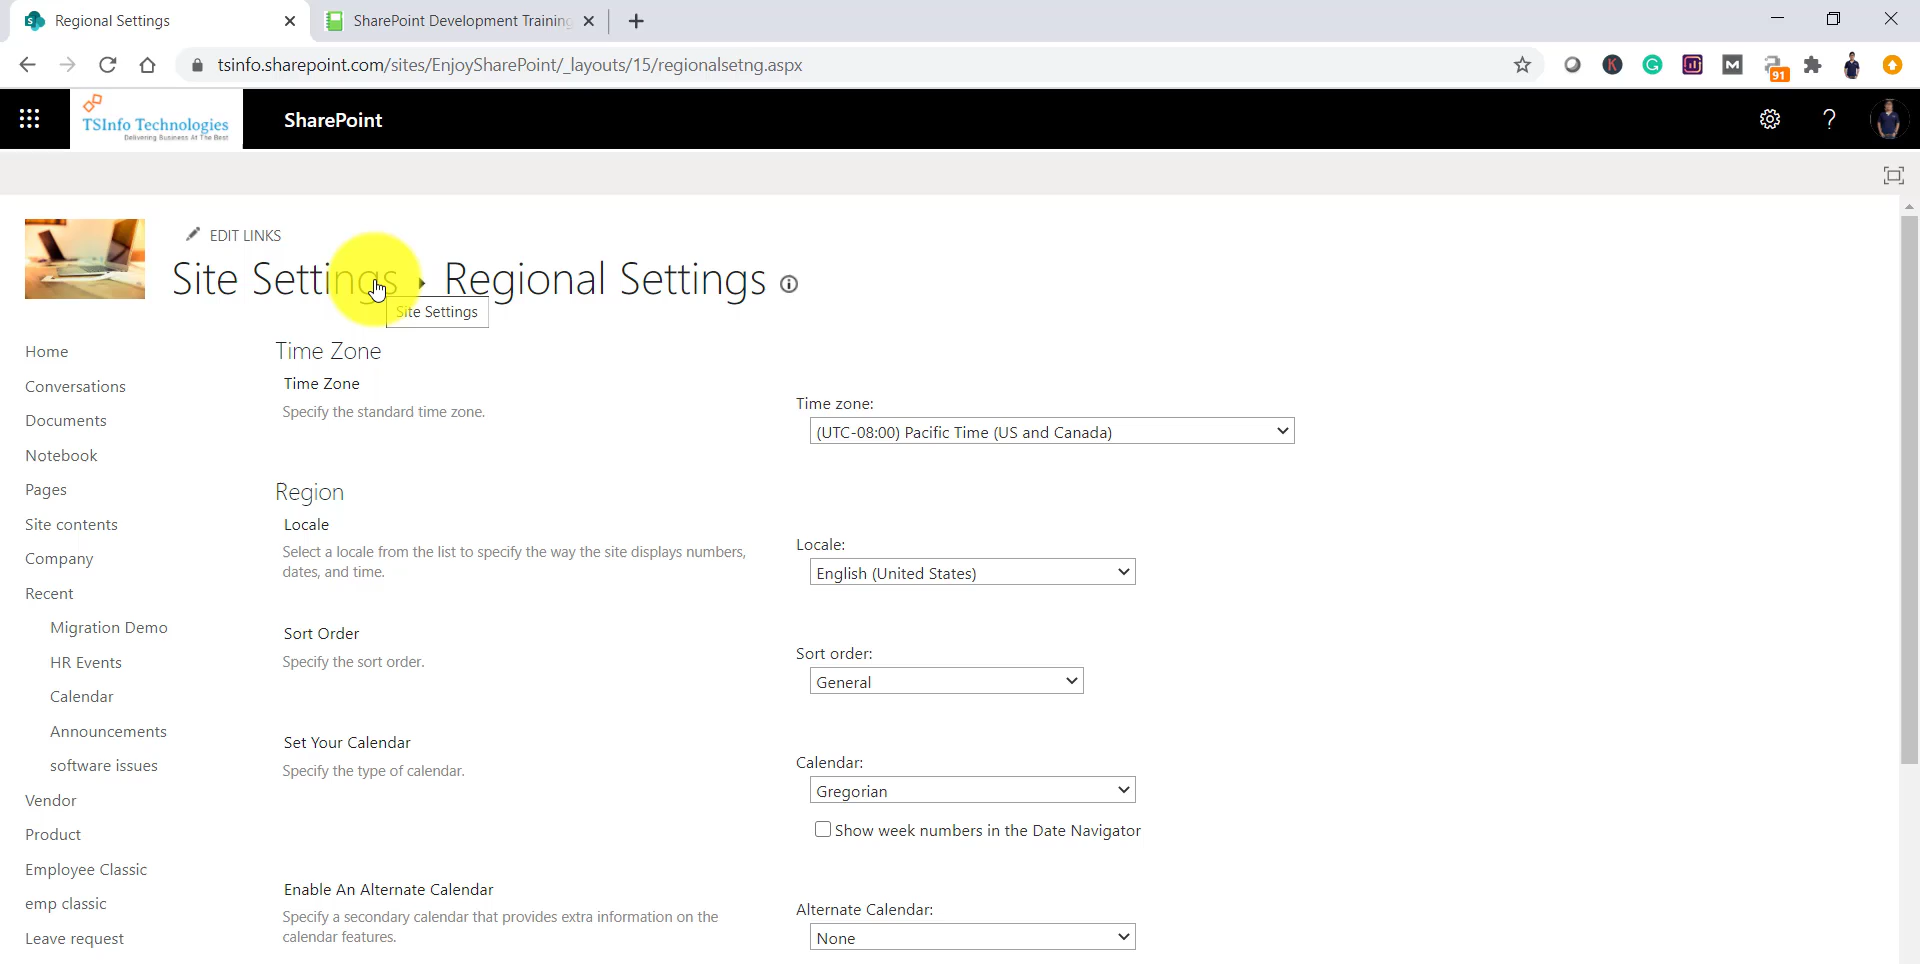 Regional Settings
SharePoint Development Training
tsinfo.sharepoint.com/sites/EnjoySharePoint/_layouts/15/regionalsetng.aspx
K
G
M
91
TSInfo Technologies
Delivering Business At The Best
SharePoint
?
EDIT LINKS
Site Settings
Regional Settings
Site Settings
Home
Conversations
Documents
Notebook
Pages
Site contents
Company
Recent
Migration Demo
HR Events
Calendar
Announcements
software issues
Vendor
Product
Employee Classic
emp classic
Leave request
Time Zone
Time Zone
Specify the standard time zone.
Time zone:
(UTC-08:00) Pacific Time (US and Canada)
Region
Locale
Select a locale from the list to specify the way the site displays numbers,
dates, and time.
Locale:
English (United States)
Sort Order
Specify the sort order.
Sort order:
General
Set Your Calendar
Specify the type of calendar.
Calendar:
Gregorian
Show week numbers in the Date Navigator
Enable An Alternate Calendar
Specify a secondary calendar that provides extra information on the
calendar features.
Alternate Calendar:
None